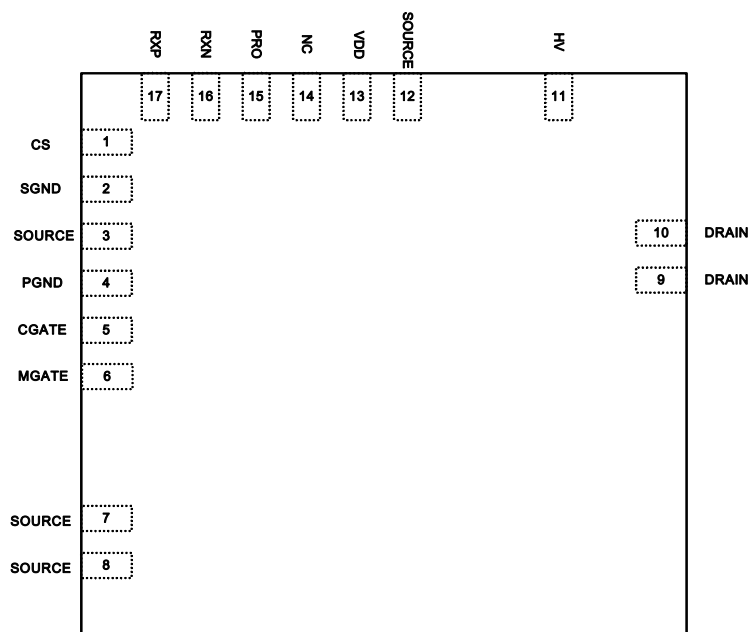 RXP RXN PRO NC VDD SOURCE HV
17 16 15 14 13 12 11
CS 1
SGND 2
SOURCE 3 10 DRAIN
PGND 4 9 DRAIN
CGATE 5
MGATE 6
SOURCE 7
SOURCE 8